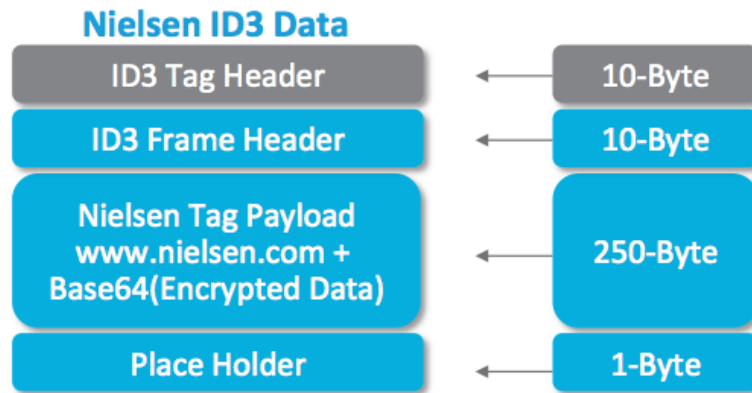 Nielsen ID3 Data
ID3 Tag Header
10-Byte
ID3 Frame Header
10-Byte
Nielsen Tag Payload
www.nielsen.com +
Base64(Encrypted Data)
250-Byte
Place Holder
1-Byte